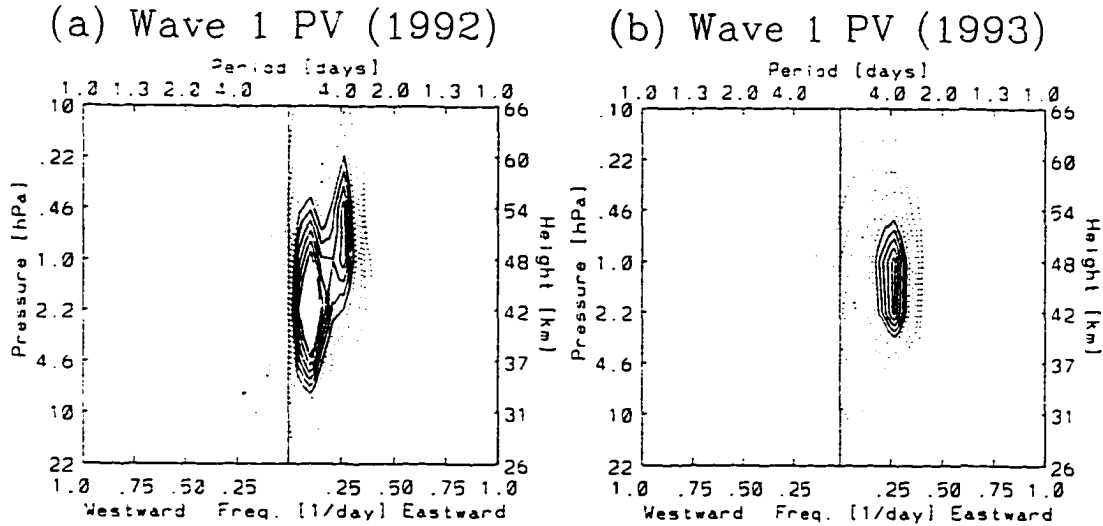 (a) Wave 1 PV (1992)
Period [days]
1.0 1.3 2.0 4.0 4.0 2.0 1.3 1.0
10 66
.22 60
.46 54
1.0 48
2.2 42
4.6 37
10 31
22 26
Pressure [hPa]
Height [km]
1.0 .75 .50 .25 .25 .50 .75 1.0
Westward Freq. [1/day] Eastward
(b) Wave 1 PV (1993)
Period [days]
1.0 1.3 2.0 4.0 4.0 2.0 1.3 1.0
10 66
.22 60
.46 54
1.0 48
2.2 42
4.6 37
10 31
22 26
Pressure [hPa]
Height [km]
1.0 .75 .50 .25 .25 .50 .75 1.0
Westward Freq. [1/day] Eastward